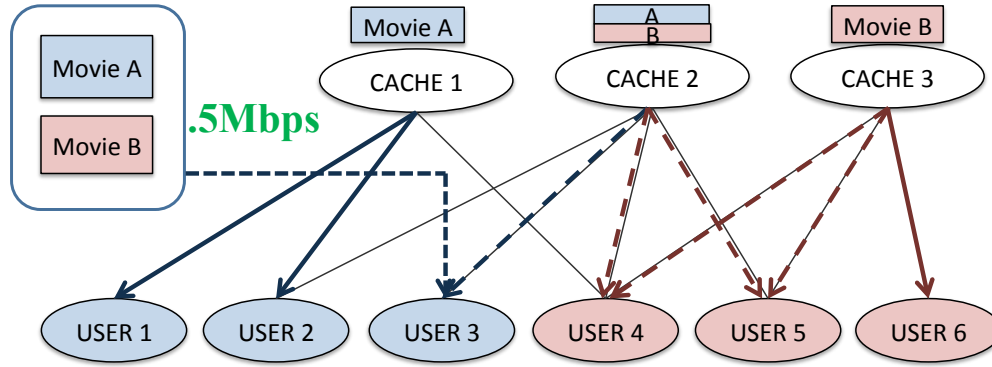 Movie A
Movie B
.5Mbps
Movie A
A
B
Movie B
CACHE 1
CACHE 2
CACHE 3
USER 1
USER 2
USER 3
USER 4
USER 5
USER 6